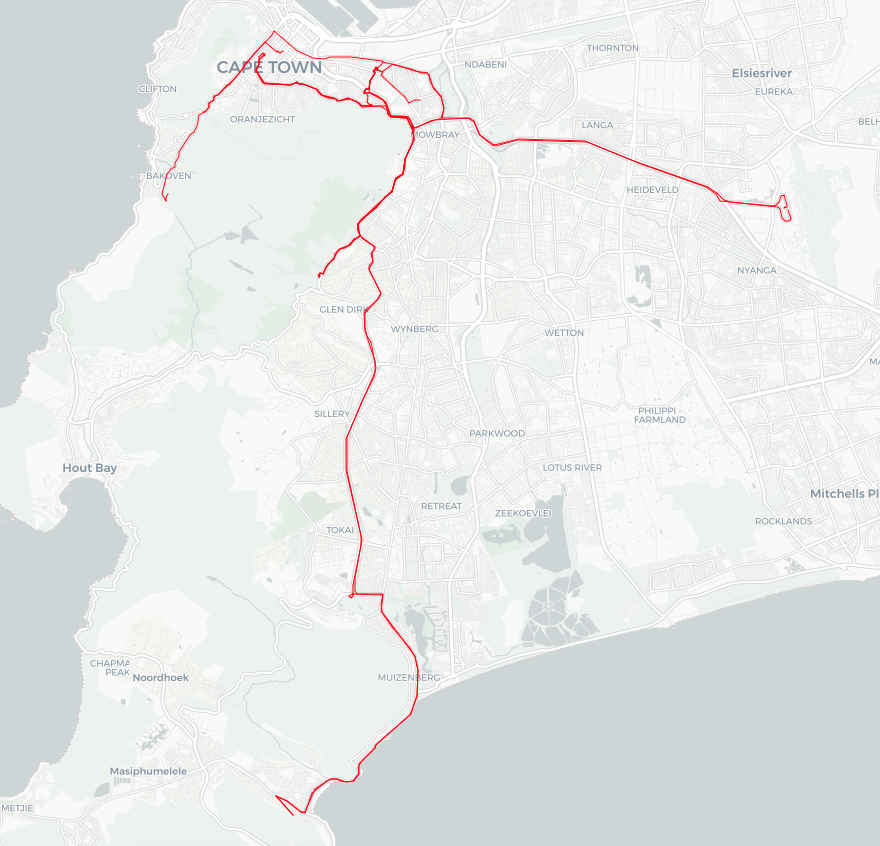 THORNTON
CAPE TOWN
NDABENI
Elsiesriver
CLIFTON
EUREKA
ORANJEZICHT
LANGA
BELH
MOWBRAY
BAKOVEN
HEIDEVELD
NYANGA
GLEN DIRK
WYNBERG
WETTON
MA
SILLERY
PHILIPPI -
FARMLAND
PARKWOOD
Hout Bay
LOTUS RIVER
Mitchells Pl
RETREAT
ZEEKOEVLEI
ROCKLANDS
TOKAI
CHAPMA
PEAK
Noordhoek
MUIZENBERG
Masiphumelele
METJIE